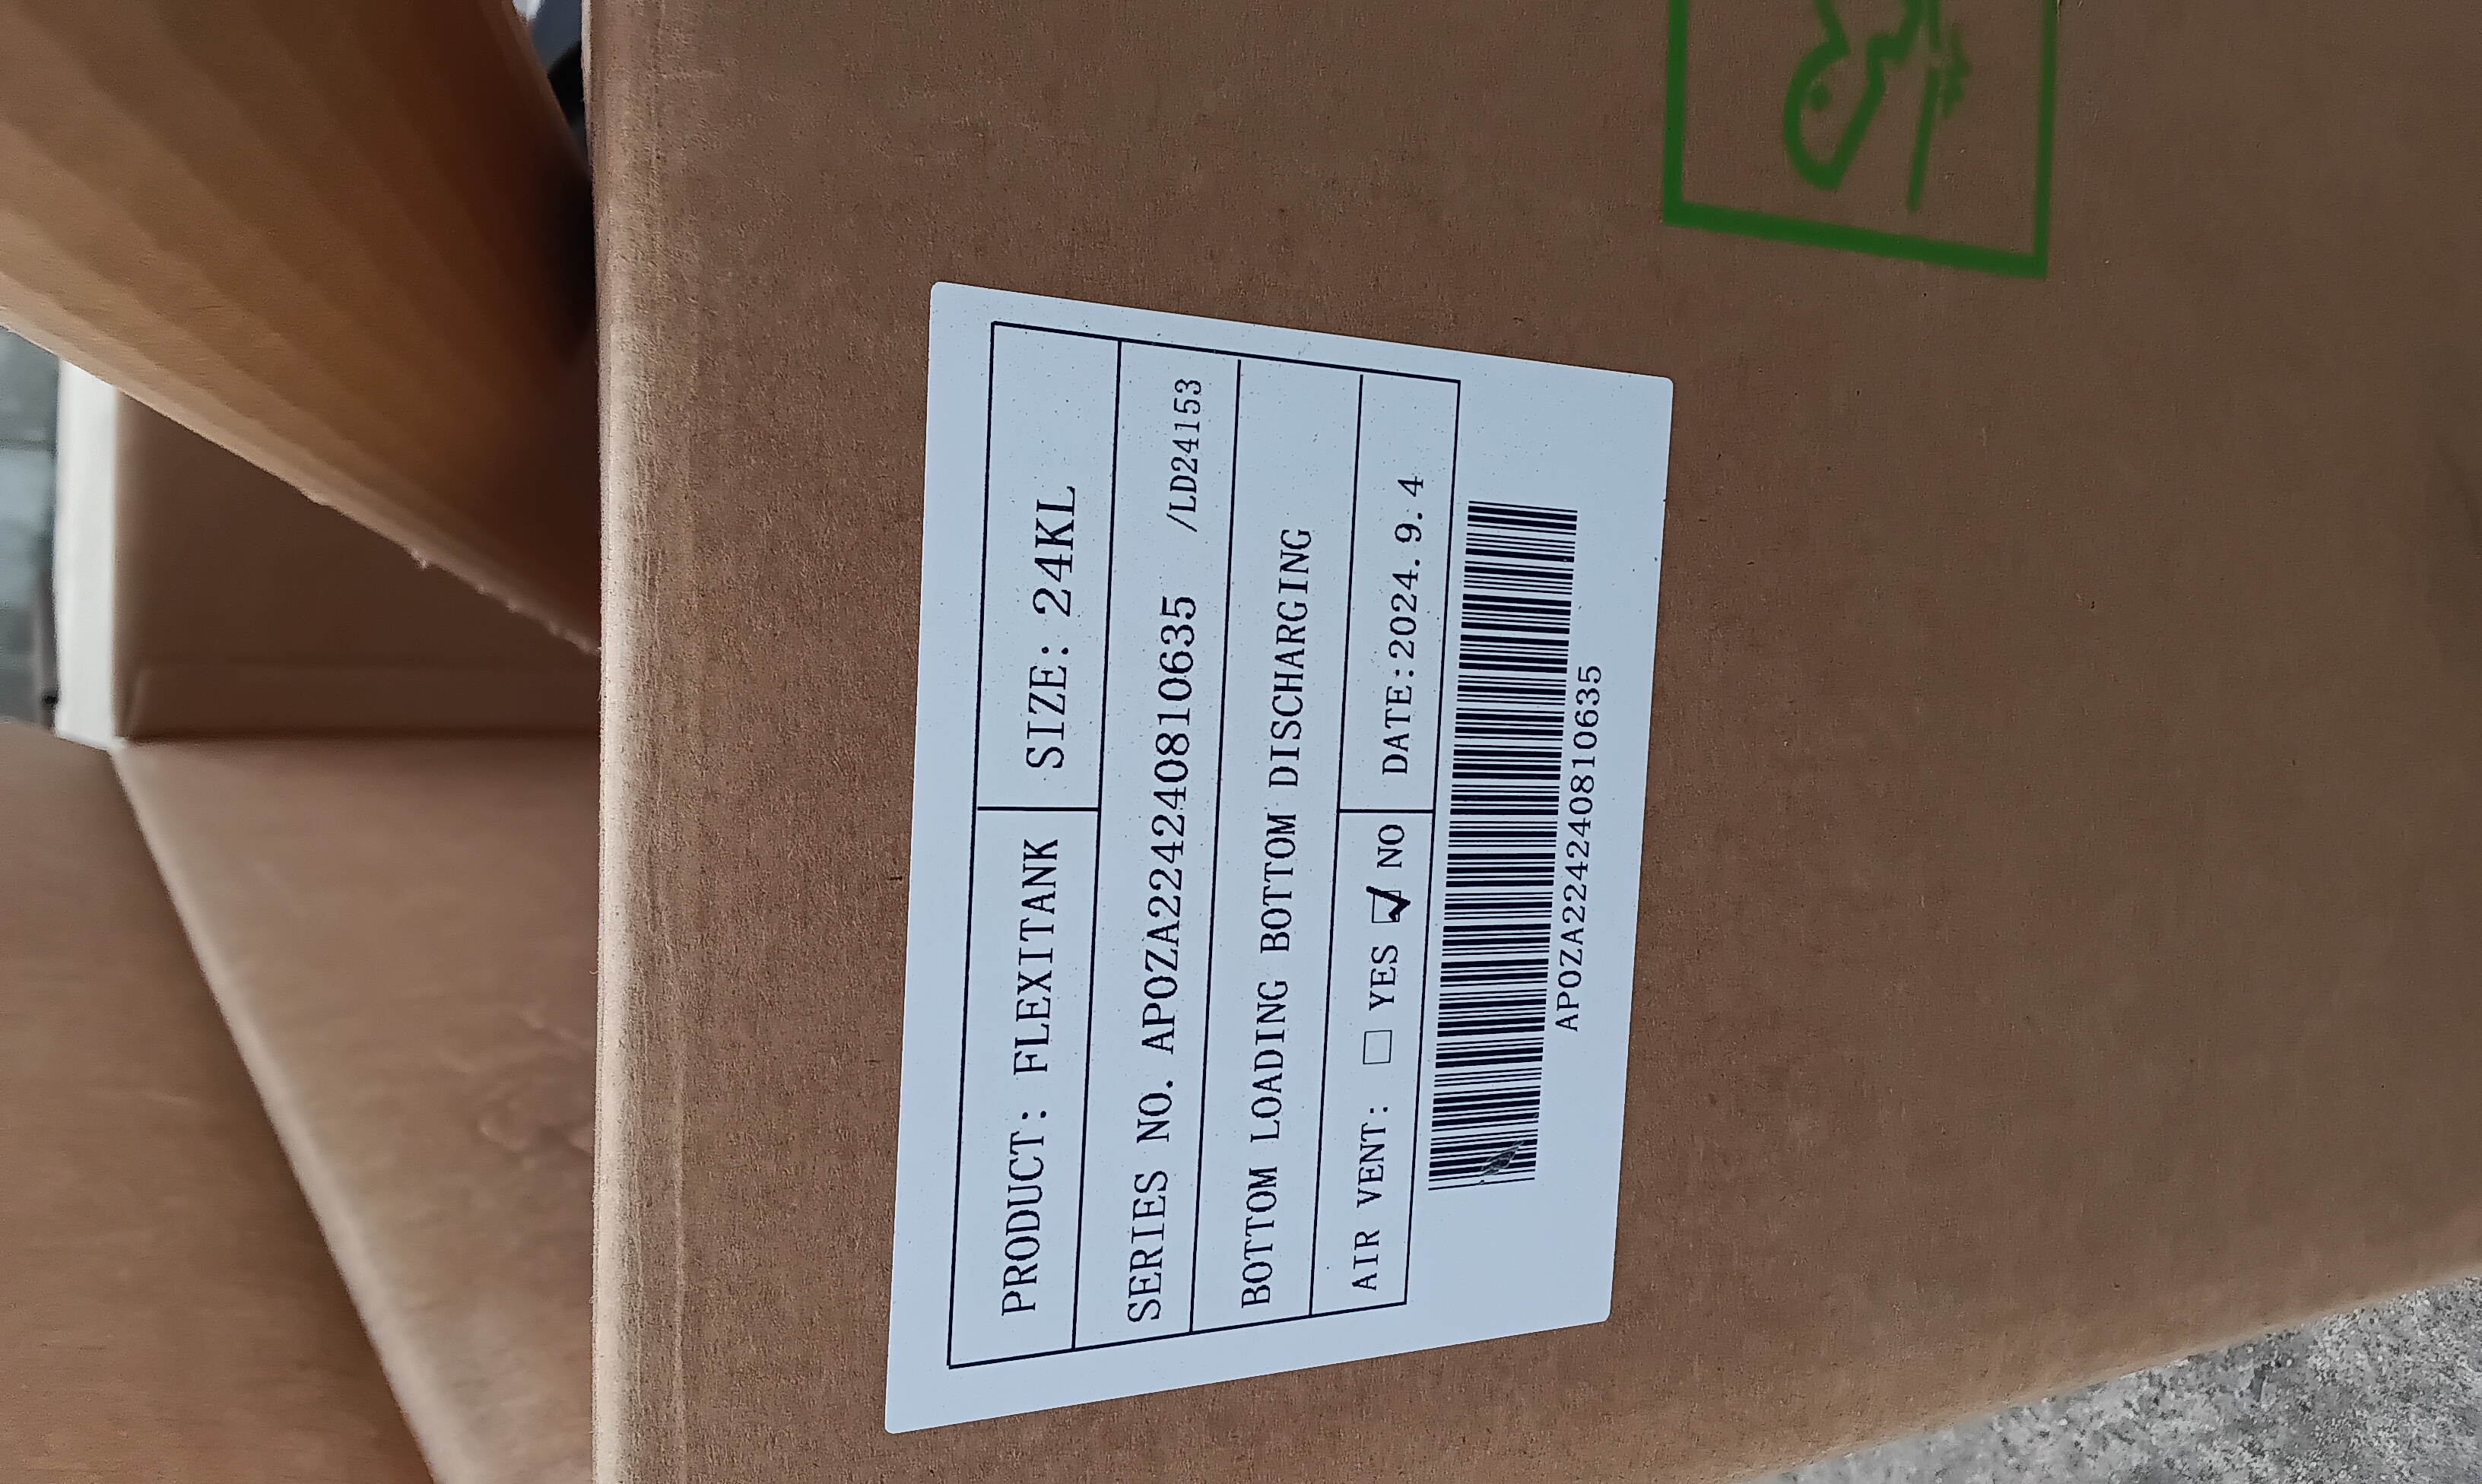 PRODUCT: FLEXITANK SIZE: 24KL
SERIES NO. APOZA224240810635 /LD24153
BOTTOM LOADING BOTTOM DISCHARGING
AIR VENT: ☐ YES ☑ NO DATE:2024. 9. 4
APOZA224240810635